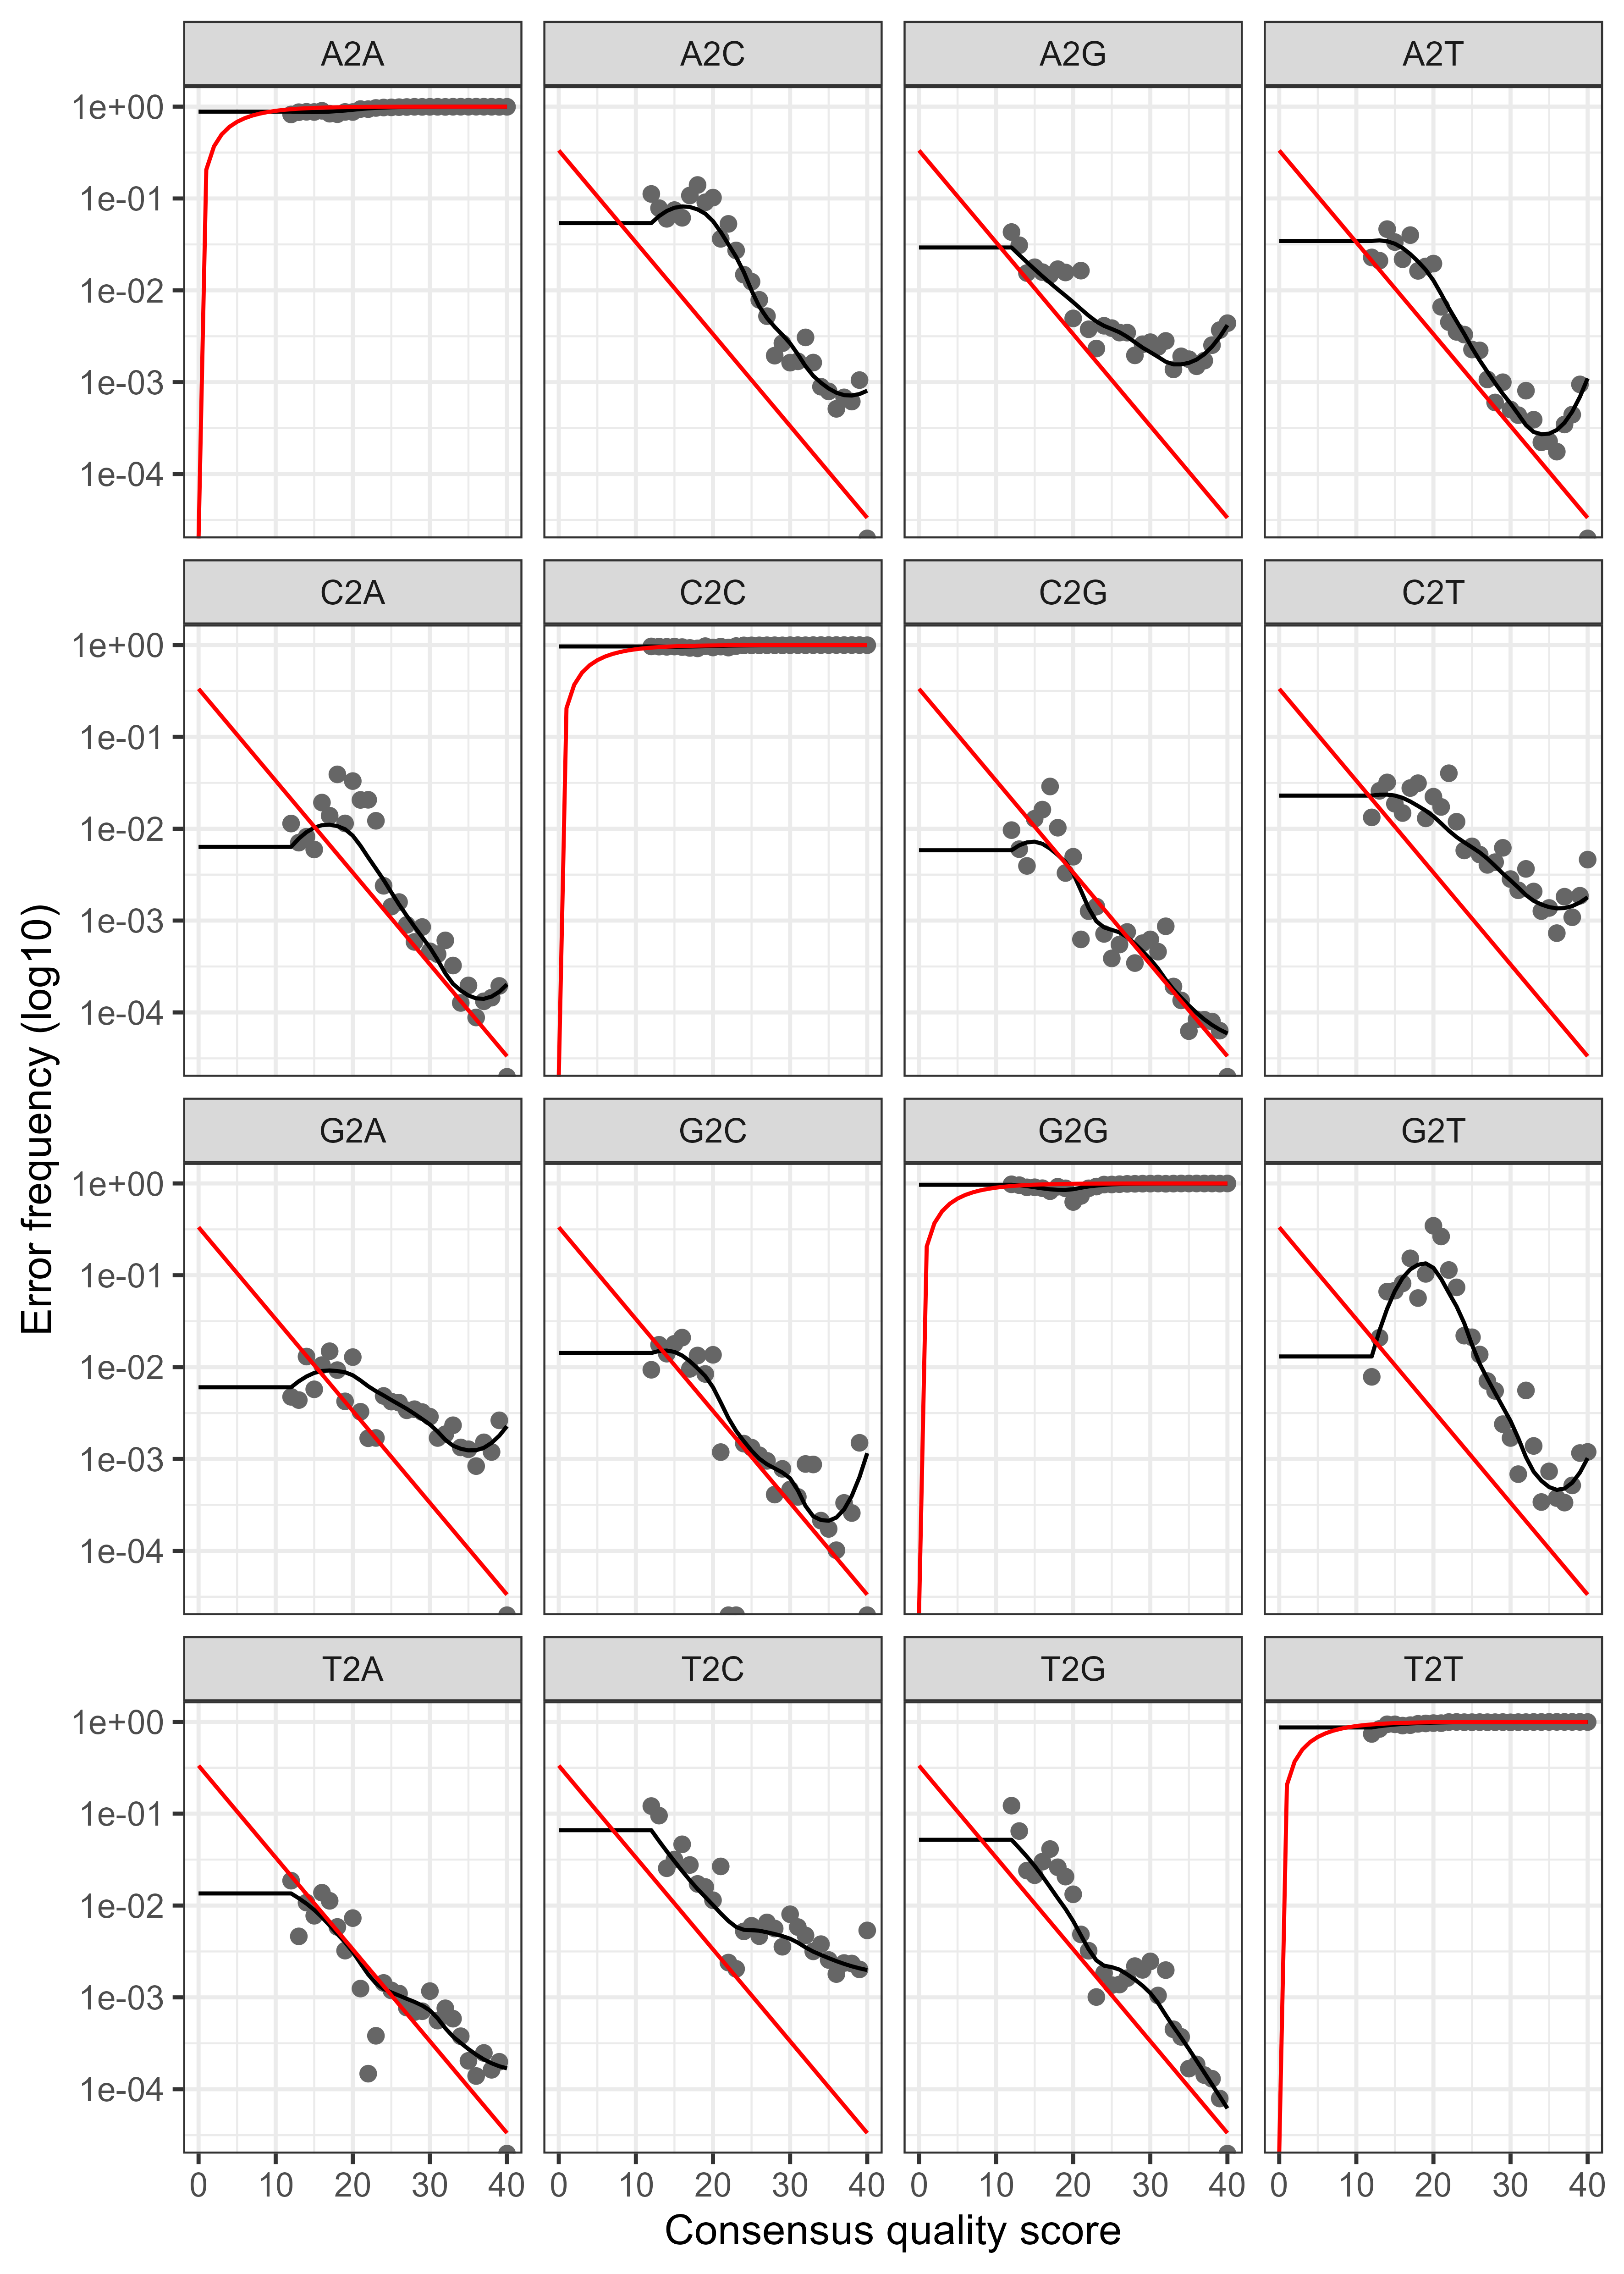 A2A A2C A2G A2T
1e+00
1e-01
1e-02
1e-03
1e-04
C2A C2C C2G C2T
1e+00
1e-01
1e-02
1e-03
1e-04
G2A G2C G2G G2T
1e+00
1e-01
1e-02
1e-03
1e-04
T2A T2C T2G T2T
1e+00
1e-01
1e-02
1e-03
1e-04
0 10 20 30 40 0 10 20 30 40 0 10 20 30 40 0 10 20 30 40
Consensus quality score
Error frequency (log10)